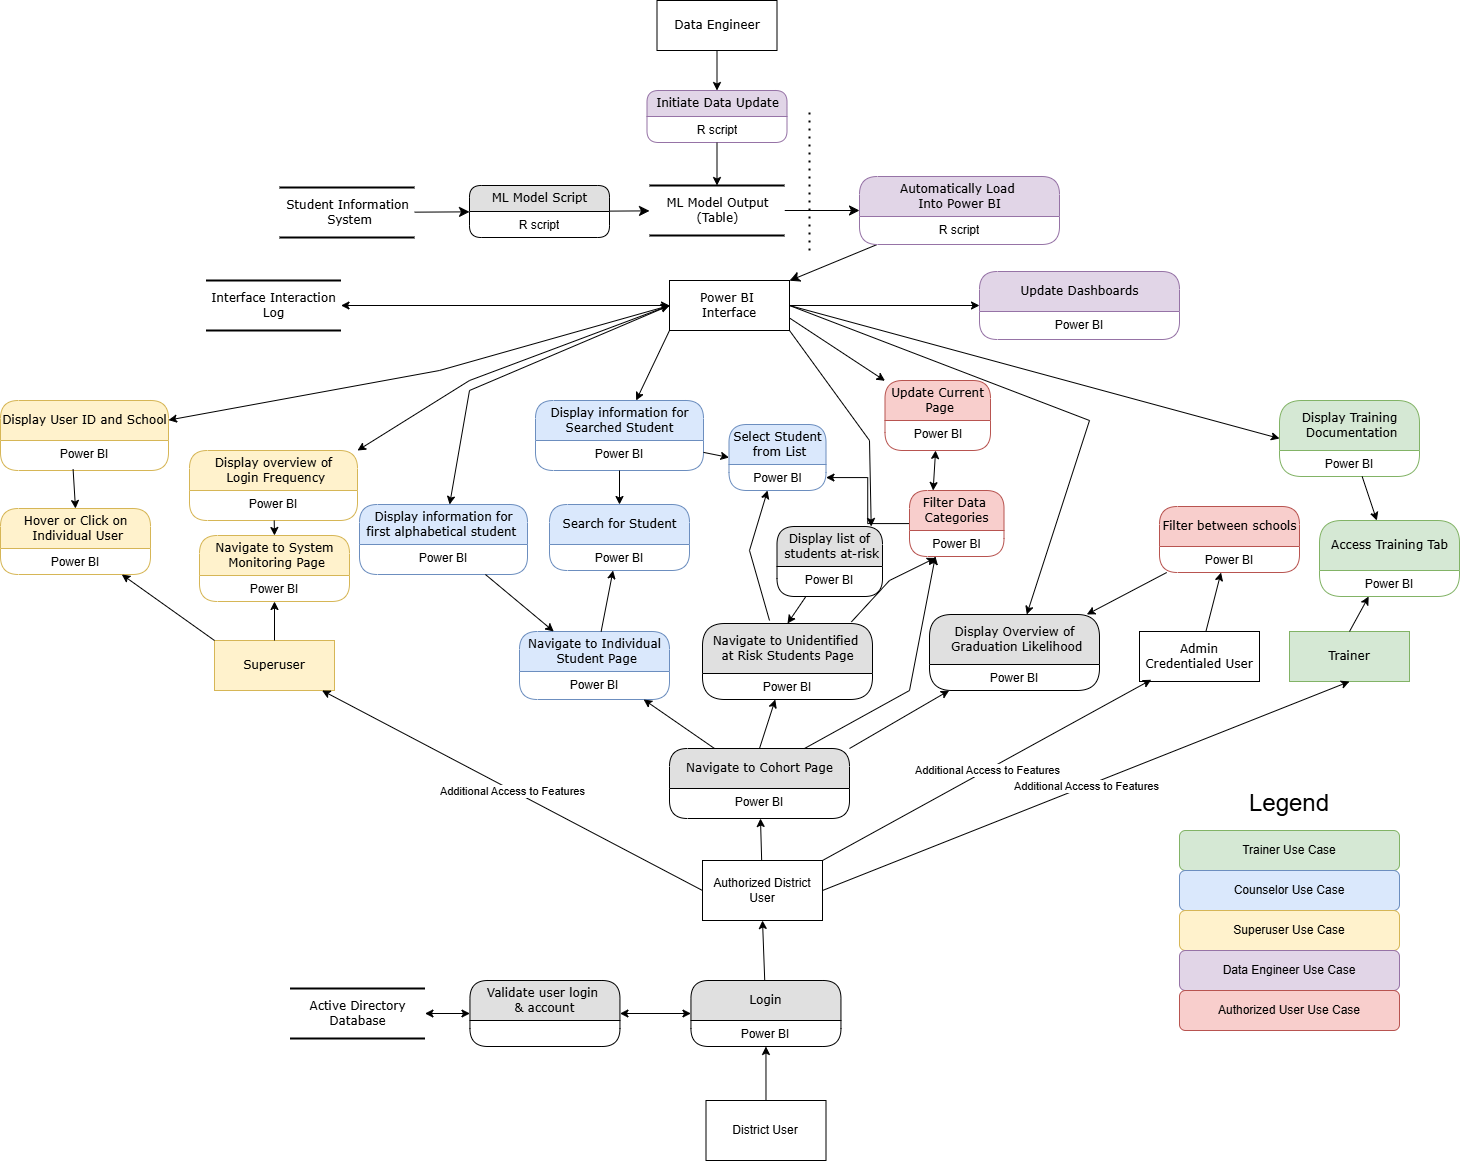 Data Engineer
Initiate Data Update
R script
Student Information
System
ML Model Script
R script
ML Model Output
(Table)
Automatically Load
Into Power BI
R script
Interface Interaction
Log
Power BI
Interface
Update Dashboards
Power BI
Display User ID and School
Power BI
Display overview of
Login Frequency
Power BI
Display information for
Searched Student
Power BI
Select Student
from List
Power BI
Update Current
Page
Power BI
Display Training
Documentation
Power BI
Hover or Click on
Individual User
Power BI
Navigate to System
Monitoring Page
Power BI
Display information for
first alphabetical student
Power BI
Search for Student
Power BI
Display list of
students at-risk
Power BI
Filter Data
Categories
Power BI
Filter between schools
Power BI
Access Training Tab
Power BI
Superuser
Navigate to Individual
Student Page
Power BI
Navigate to Unidentified
at Risk Students Page
Power BI
Display Overview of
Graduation Likelihood
Power BI
Admin
Credentialed User
Trainer
Navigate to Cohort Page
Power BI
Additional Access to Features
Additional Access to Features
Additional Access to Features
Authorized District
User
Active Directory
Database
Validate user login
& account
Login
Power BI
District User
Legend
Trainer Use Case
Counselor Use Case
Superuser Use Case
Data Engineer Use Case
Authorized User Use Case